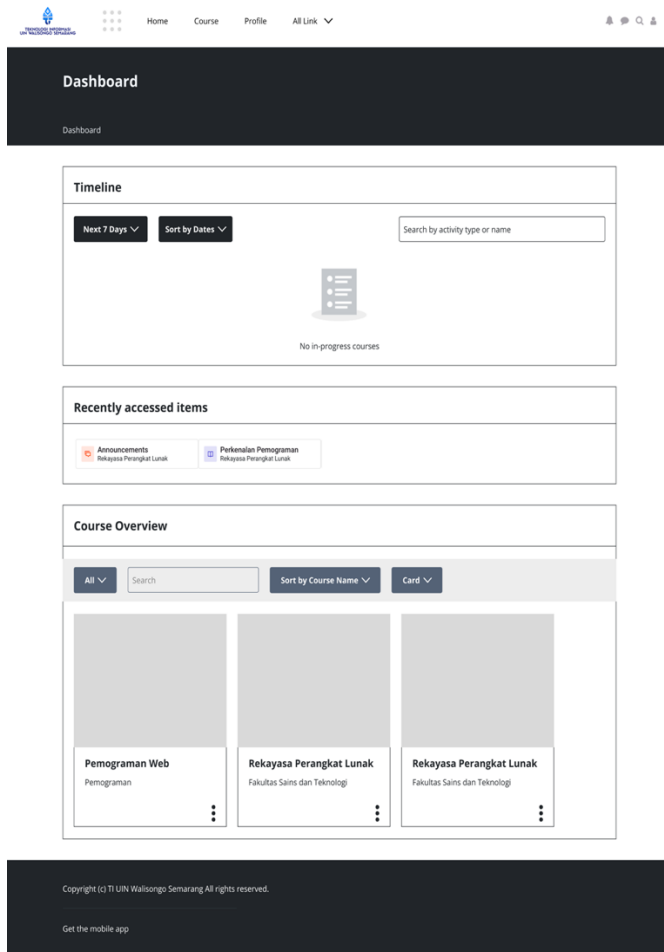 TEKNOLOGI INFORMASI
UIN WALISONGO SEMARANG
Home Course Profile All Link
Dashboard
Dashboard
Timeline
Next 7 Days Sort by Dates Search by activity type or name
No in-progress courses
Recently accessed items
Announcements
Rekayasa Perangkat Lunak
Perkenalan Pemograman
Rekayasa Perangkat Lunak
Course Overview
All Search Sort by Course Name Card
Pemograman Web
Pemograman
Rekayasa Perangkat Lunak
Fakultas Sains dan Teknologi
Rekayasa Perangkat Lunak
Fakultas Sains dan Teknologi
Copyright (c) TI UIN Walisongo Semarang All rights reserved.
Get the mobile app